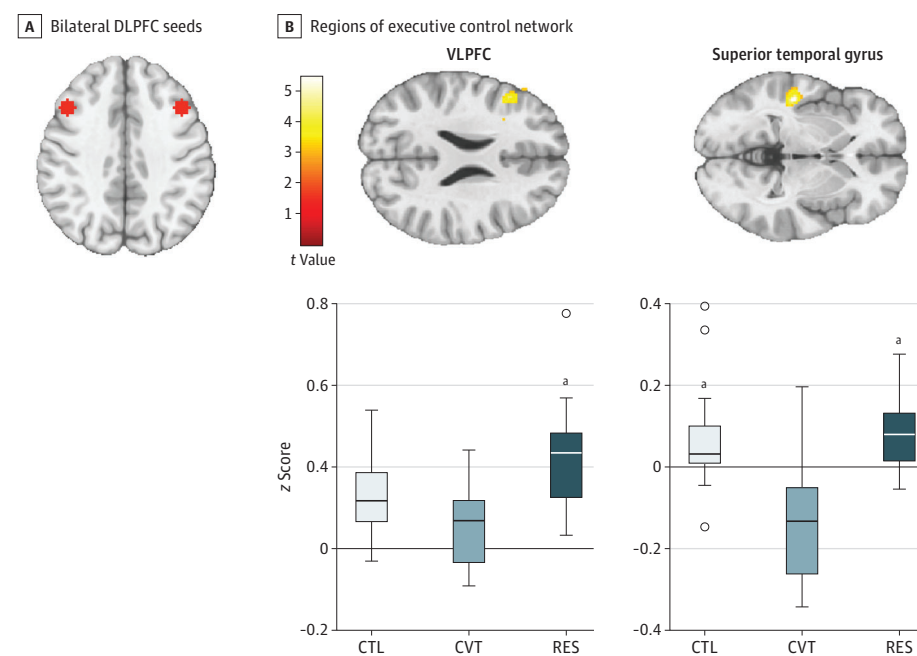 A Bilateral DLPFC seeds
B Regions of executive control network
VLPFC
Superior temporal gyrus
5
4
3
2
1
t Value
0.8
0.6
0.4
0
-0.2
z Score
a
CTL
CVT
RES
0.4
0.2
0
-0.2
-0.4
a
a
CTL
CVT
RES